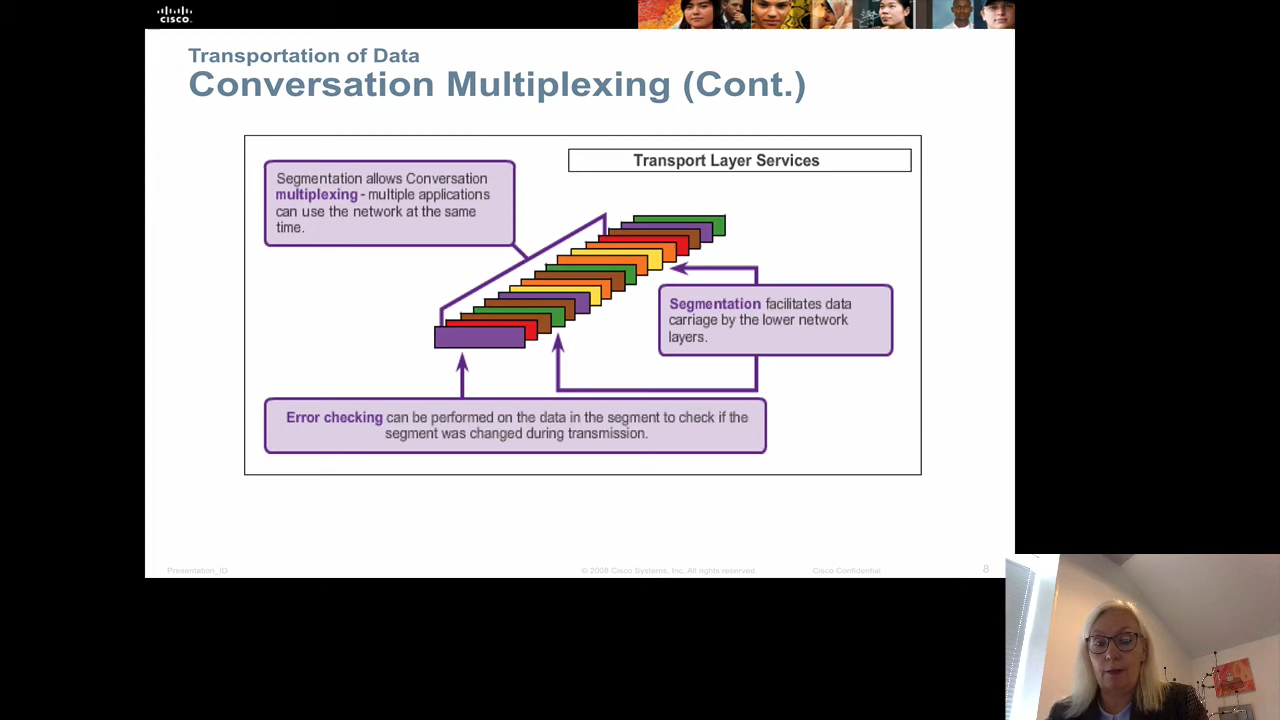 CISCO
Transportation of Data
Conversation Multiplexing (Cont.)
Transport Layer Services
Segmentation allows Conversation
multiplexing - multiple applications
can use the network at the same
time.
Segmentation facilitates data
carriage by the lower network
layers.
Error checking can be performed on the data in the segment to check if the
segment was changed during transmission.
Presentation_ID
© 2008 Cisco Systems, Inc. All rights reserved.
Cisco Confidential
8